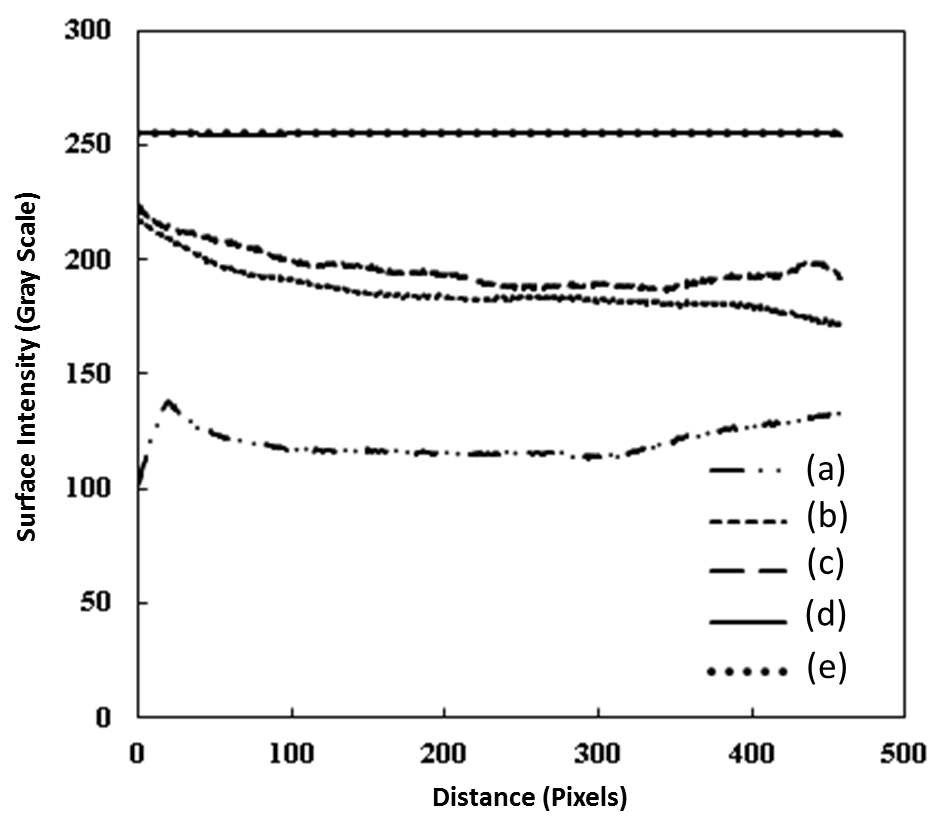 300
250
200
150
100
50
0
Surface Intensity (Gray Scale)
(a)
(b)
(c)
(d)
(e)
0 100 200 300 400 500
Distance (Pixels)